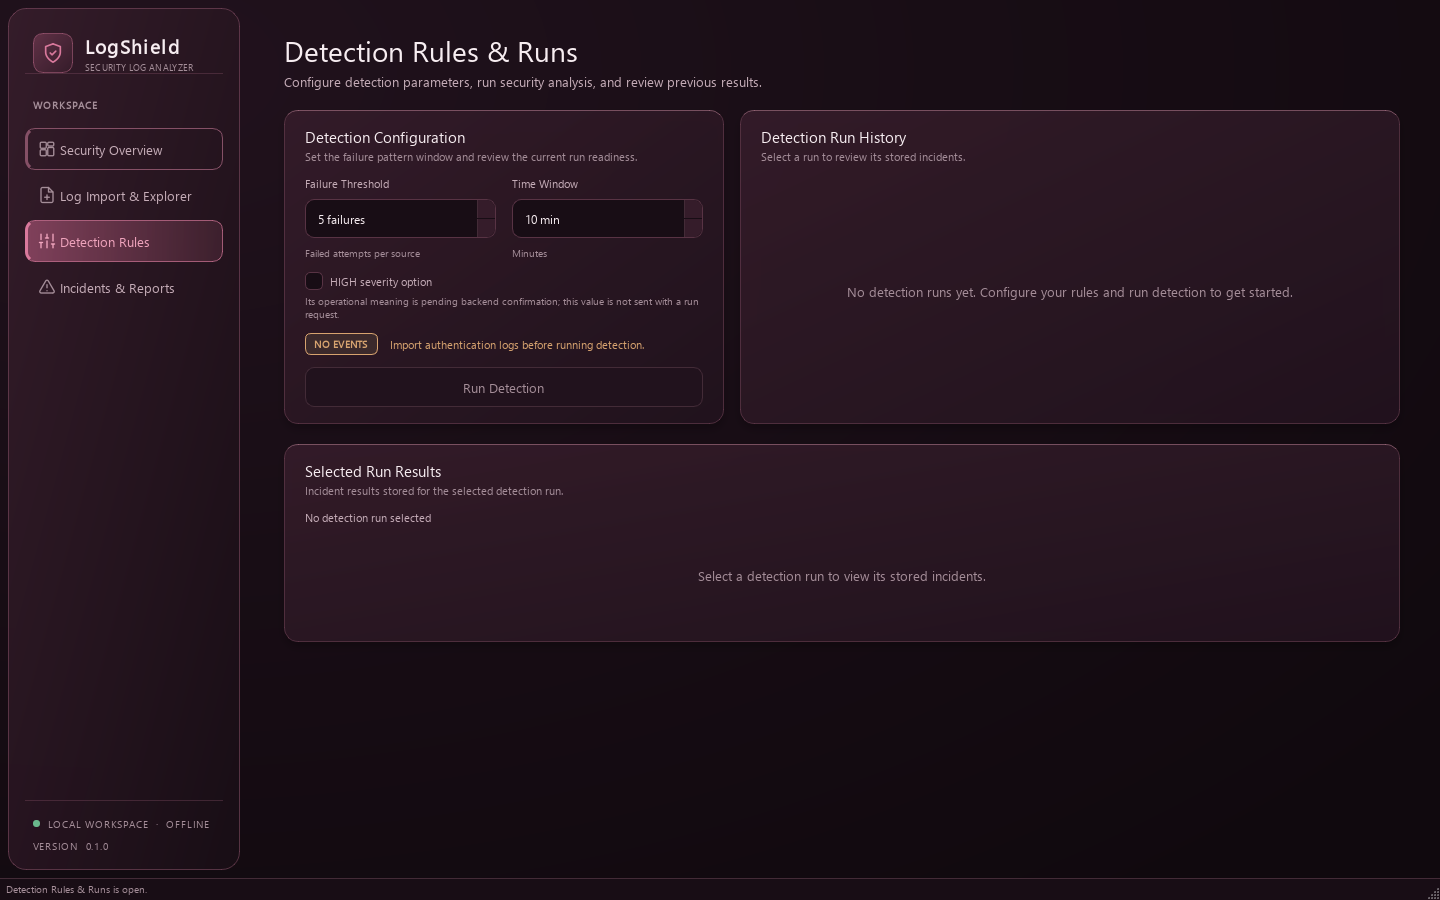 LogShield
SECURITY LOG ANALYZER
WORKSPACE
Security Overview
Log Import & Explorer
Detection Rules
Incidents & Reports
LOCAL WORKSPACE · OFFLINE
VERSION 0.1.0
Detection Rules & Runs
Configure detection parameters, run security analysis, and review previous results.
Detection Configuration
Set the failure pattern window and review the current run readiness.
Failure Threshold
Time Window
5 failures
10 min
Failed attempts per source
Minutes
HIGH severity option
Its operational meaning is pending backend confirmation; this value is not sent with a run
request.
NO EVENTS
Import authentication logs before running detection.
Run Detection
Detection Run History
Select a run to review its stored incidents.
No detection runs yet. Configure your rules and run detection to get started.
Selected Run Results
Incident results stored for the selected detection run.
No detection run selected
Select a detection run to view its stored incidents.
Detection Rules & Runs is open.